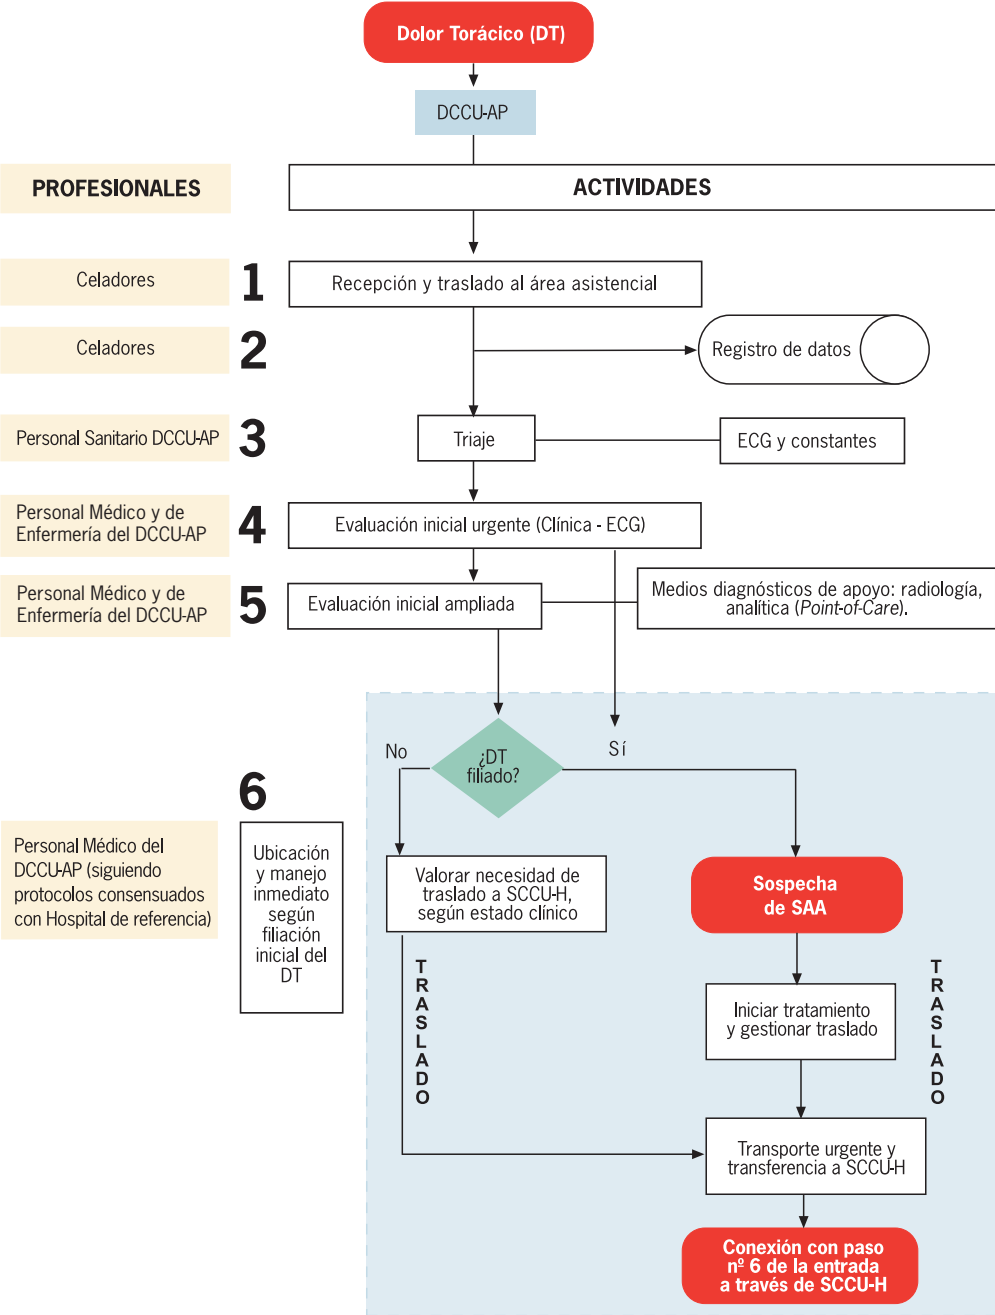 Dolor Torácico (DT)
DCCU-AP
PROFESIONALES
ACTIVIDADES
Celadores
1
Recepción y traslado al área asistencial
Celadores
2
Registro de datos
Personal Sanitario DCCU-AP
3
Triaje
ECG y constantes
Personal Médico y de
Enfermería del DCCU-AP
4
Evaluación inicial urgente (Clínica - ECG)
Personal Médico y de
Enfermería del DCCU-AP
5
Evaluación inicial ampliada
Medios diagnósticos de apoyo: radiología,
analítica (Point-of-Care).
No
¿DT
filiado?
Sí
6
Personal Médico del
DCCU-AP (siguiendo
protocolos consensuados
con Hospital de referencia)
Ubicación
y manejo
inmediato
según
filiación
inicial del
DT
Valorar necesidad de
traslado a SCCU-H,
según estado clínico
Sospecha
de SAA
TRASLADO
Iniciar tratamiento
y gestionar traslado
TRASLADO
Transporte urgente y
transferencia a SCCU-H
Conexión con paso
nº 6 de la entrada
a través de SCCU-H